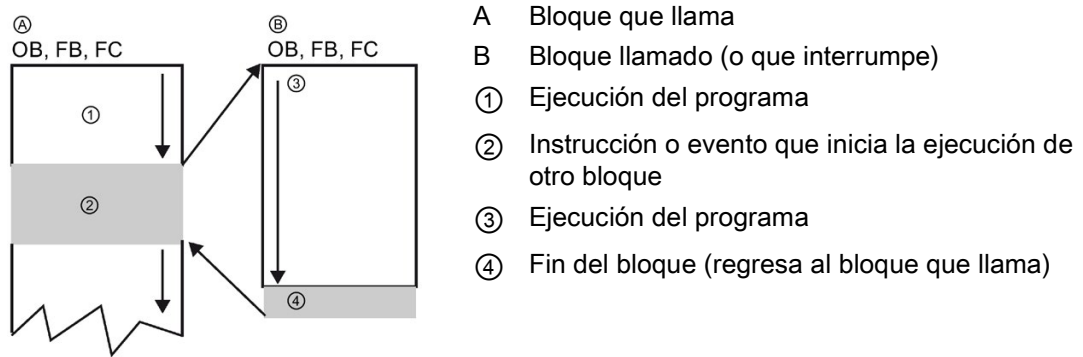 Ⓐ
OB, FB, FC
①
②
Ⓑ
OB, FB, FC
③
④
A Bloque que llama
B Bloque llamado (o que interrumpe)
① Ejecución del programa
② Instrucción o evento que inicia la ejecución de
otro bloque
③ Ejecución del programa
④ Fin del bloque (regresa al bloque que llama)